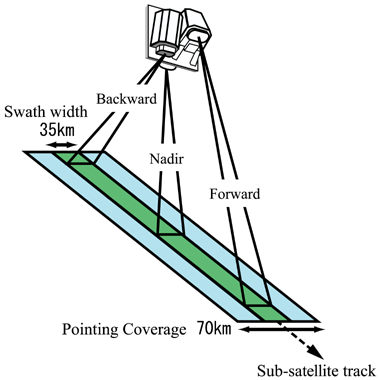 Backward
Swath width
35km
Nadir
Forward
Pointing Coverage 70km
Sub-satellite track